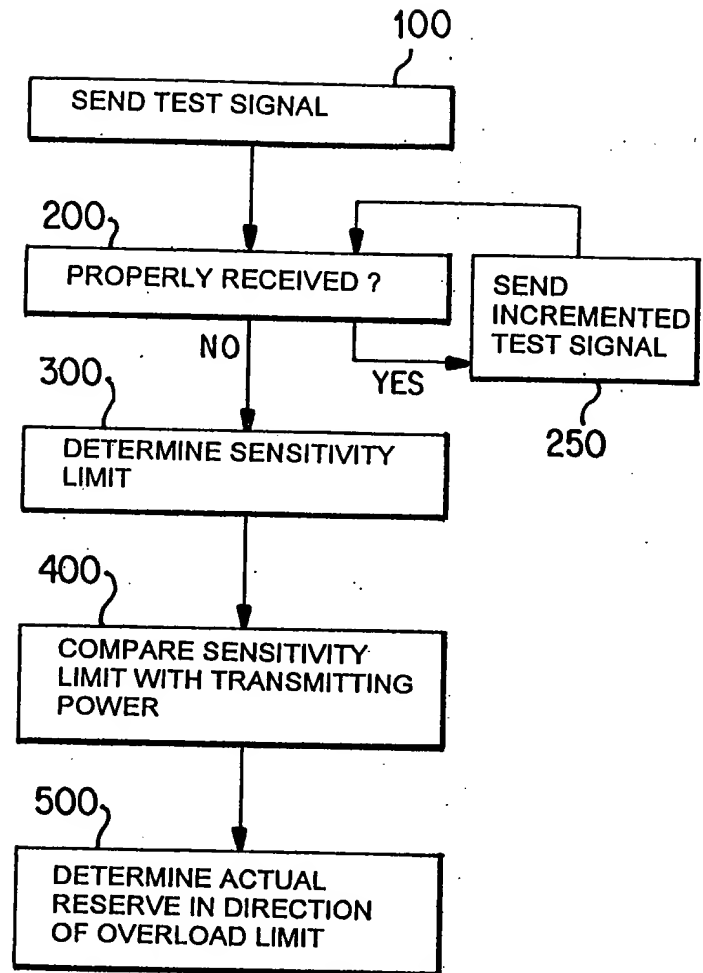 100
SEND TEST SIGNAL
200
PROPERLY RECEIVED ?
SEND
INCREMENTED
TEST SIGNAL
NO
YES
250
300
DETERMINE SENSITIVITY
LIMIT
400
COMPARE SENSITIVITY
LIMIT WITH TRANSMITTING
POWER
500
DETERMINE ACTUAL
RESERVE IN DIRECTION
OF OVERLOAD LIMIT